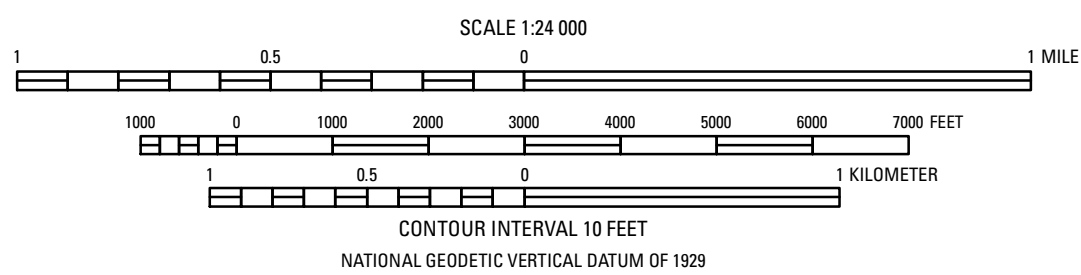 SCALE 1:24 000
1 0.5 0 1 MILE
1000 0 1000 2000 3000 4000 5000 6000 7000 FEET
1 0.5 0 1 KILOMETER
CONTOUR INTERVAL 10 FEET
NATIONAL GEODETIC VERTICAL DATUM OF 1929